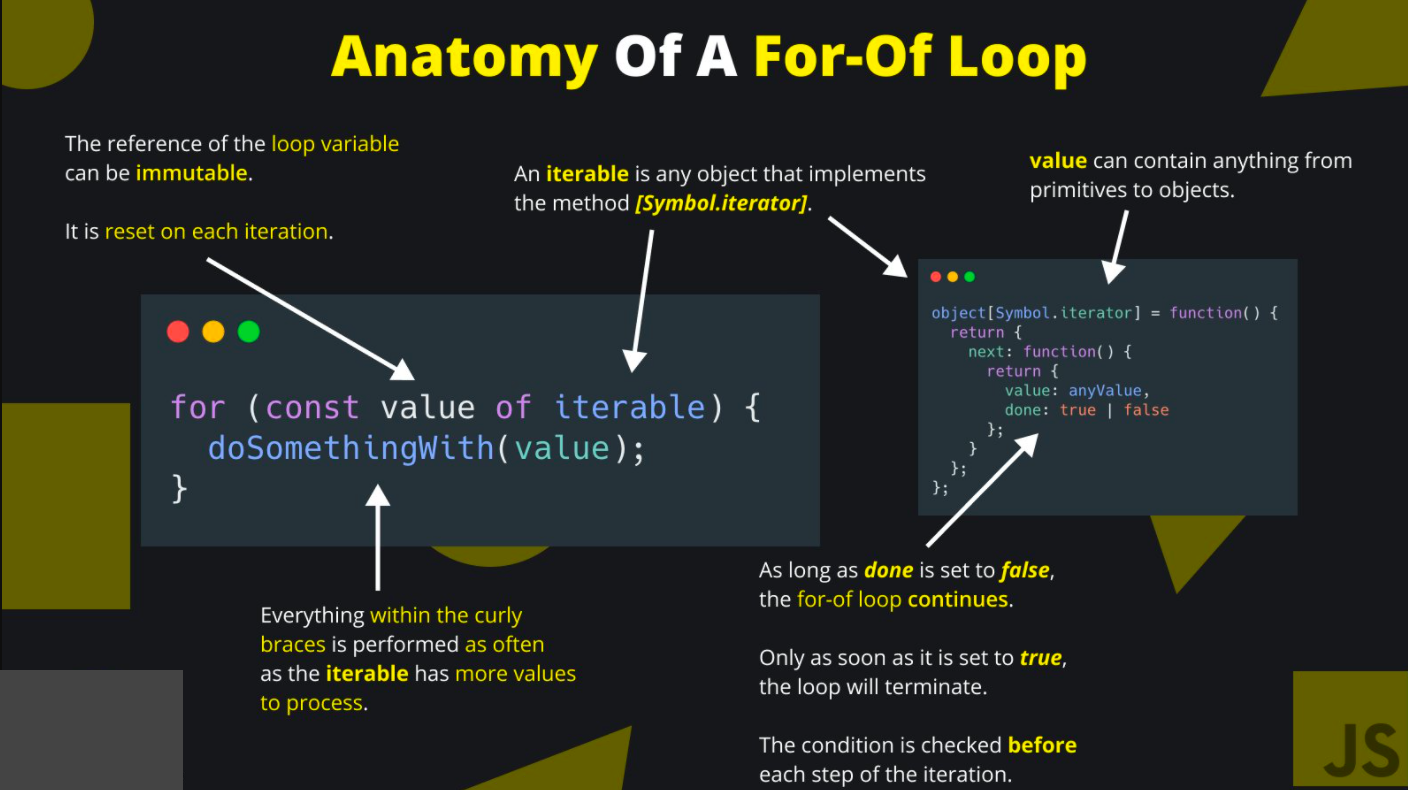 Anatomy Of A For-Of Loop
The reference of the loop variable
can be immutable.
It is reset on each iteration.
An iterable is any object that implements
the method [Symbol.iterator].
value can contain anything from
primitives to objects.
for (const value of iterable) {
doSomethingWith(value);
}
object[Symbol.iterator] = function() {
return {
next: function() {
return {
value: anyValue,
done: true | false
};
}
};
};
Everything within the curly
braces is performed as often
as the iterable has more values
to process.
As long as done is set to false,
the for-of loop continues.
Only as soon as it is set to true,
the loop will terminate.
The condition is checked before
each step of the iteration.
JS